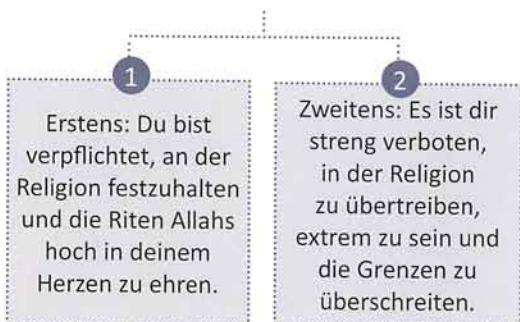 1
Erstens: Du bist
verpflichtet, an der
Religion festzuhalten
und die Riten Allahs
hoch in deinem
Herzen zu ehren.
2
Zweitens: Es ist dir
streng verboten,
in der Religion
zu übertreiben,
extrem zu sein und
die Grenzen zu
überschreiten.